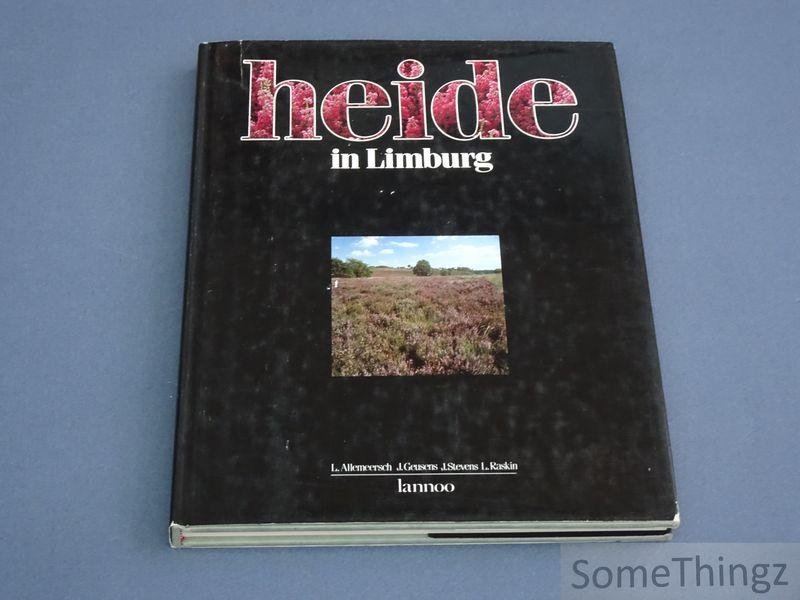 heide
in Limburg
L. Allemeersch J. Geusens J. Stevens L. Raskin
lannoo
SomeThingz